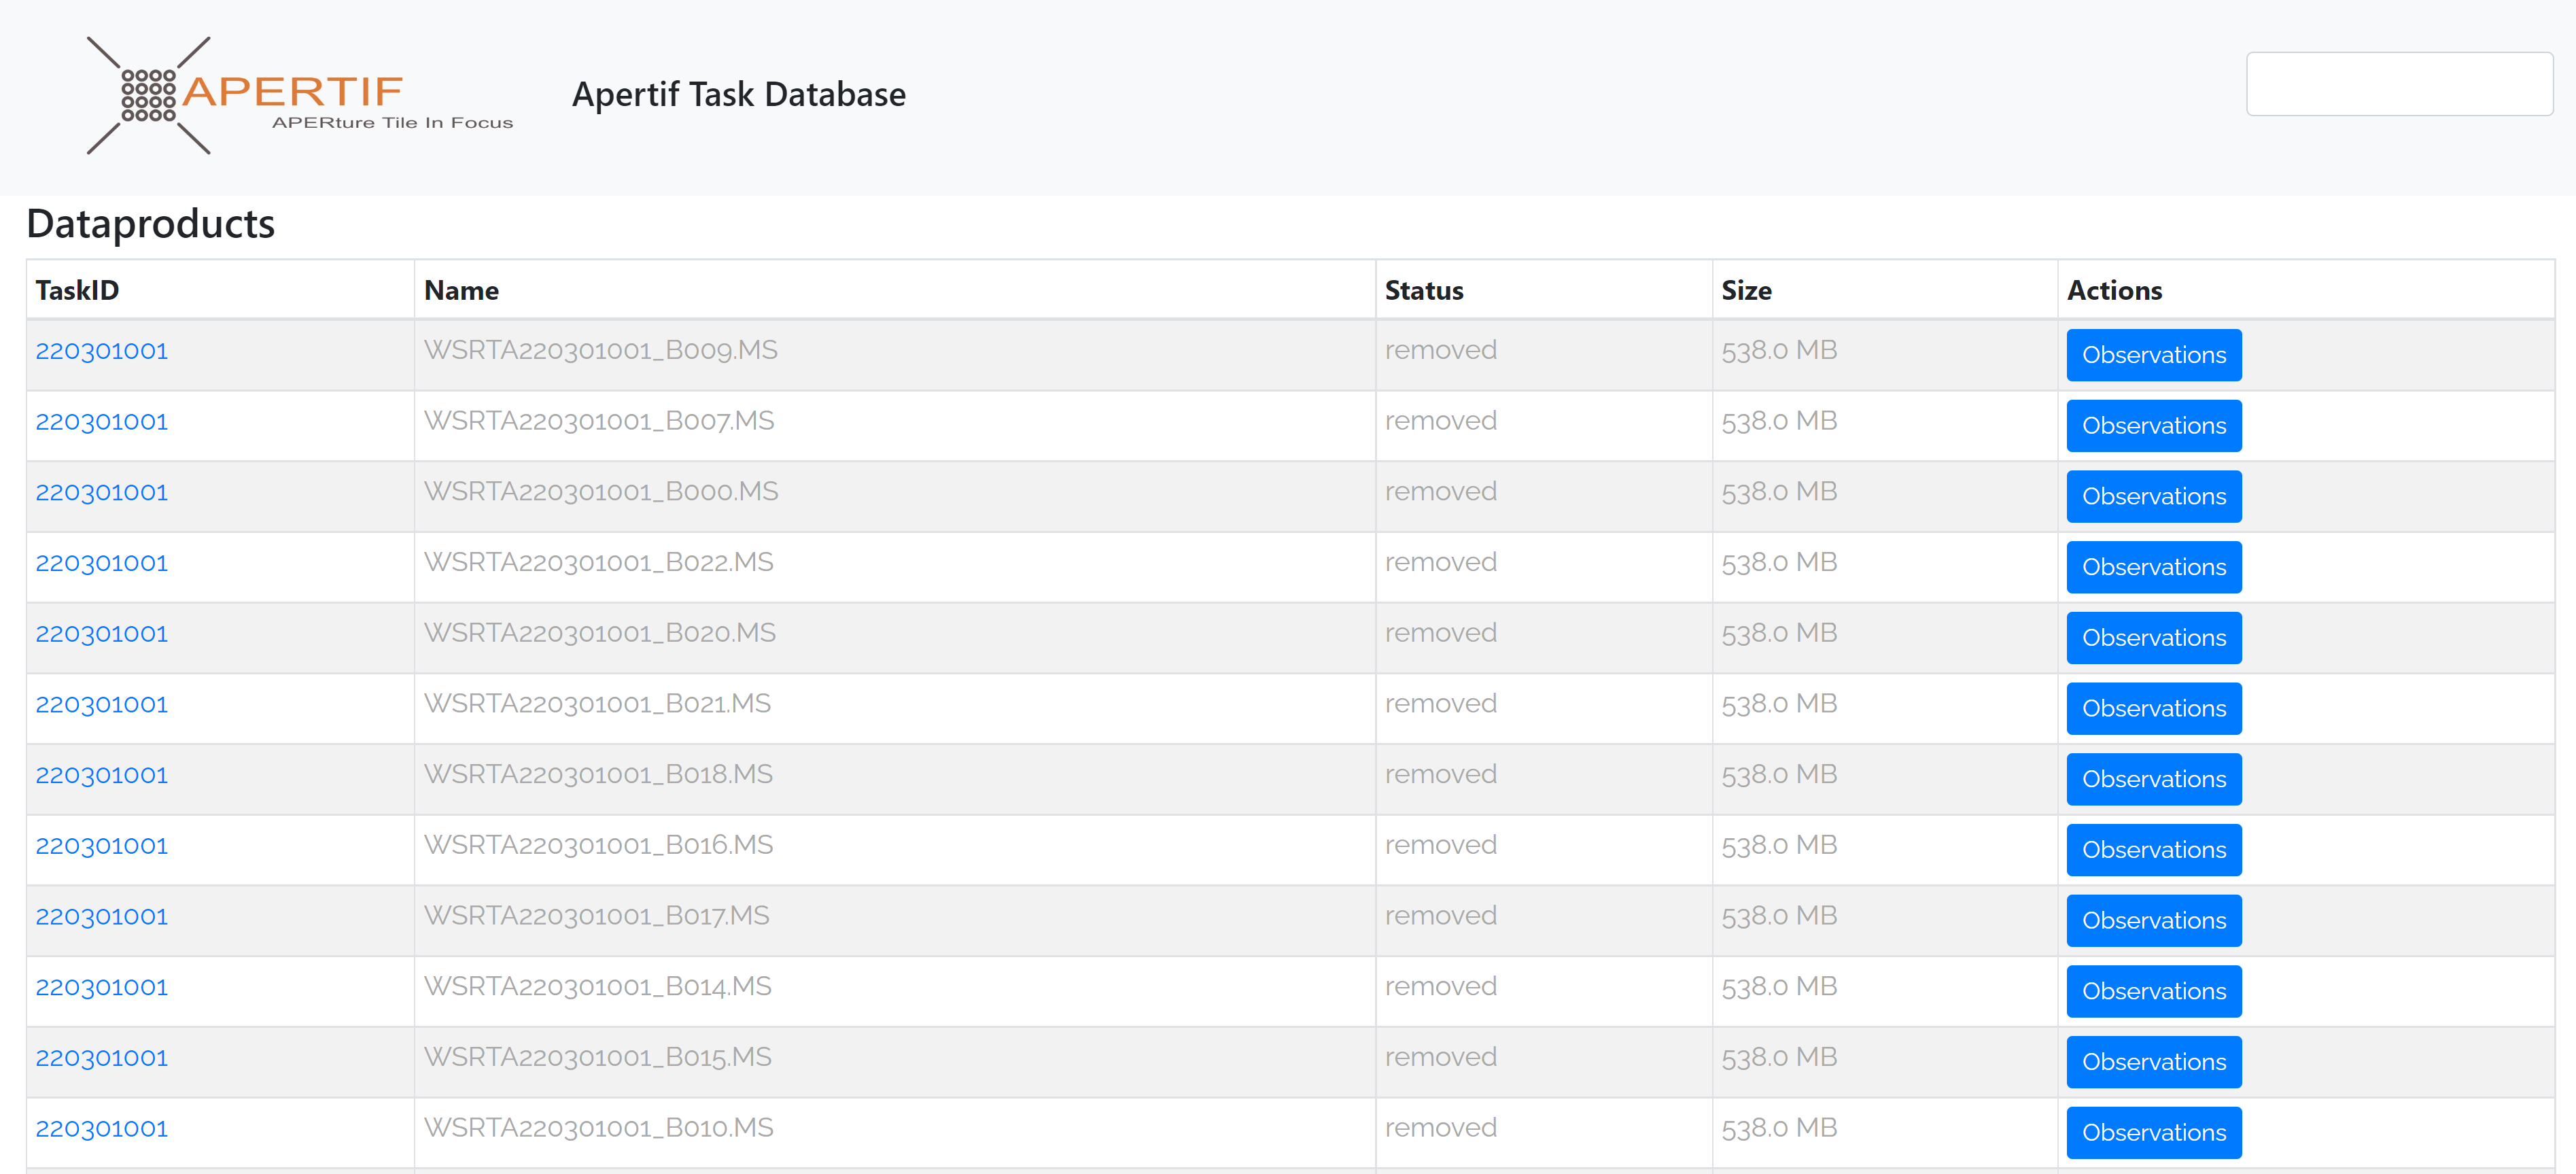 APERTIF
APERture Tile In Focus
Apertif Task Database
Dataproducts
TaskID Name Status Size Actions
220301001 WSRTA220301001_B009.MS removed 538.0 MB Observations
220301001 WSRTA220301001_B007.MS removed 538.0 MB Observations
220301001 WSRTA220301001_B000.MS removed 538.0 MB Observations
220301001 WSRTA220301001_B022.MS removed 538.0 MB Observations
220301001 WSRTA220301001_B020.MS removed 538.0 MB Observations
220301001 WSRTA220301001_B021.MS removed 538.0 MB Observations
220301001 WSRTA220301001_B018.MS removed 538.0 MB Observations
220301001 WSRTA220301001_B016.MS removed 538.0 MB Observations
220301001 WSRTA220301001_B017.MS removed 538.0 MB Observations
220301001 WSRTA220301001_B014.MS removed 538.0 MB Observations
220301001 WSRTA220301001_B015.MS removed 538.0 MB Observations
220301001 WSRTA220301001_B010.MS removed 538.0 MB Observations